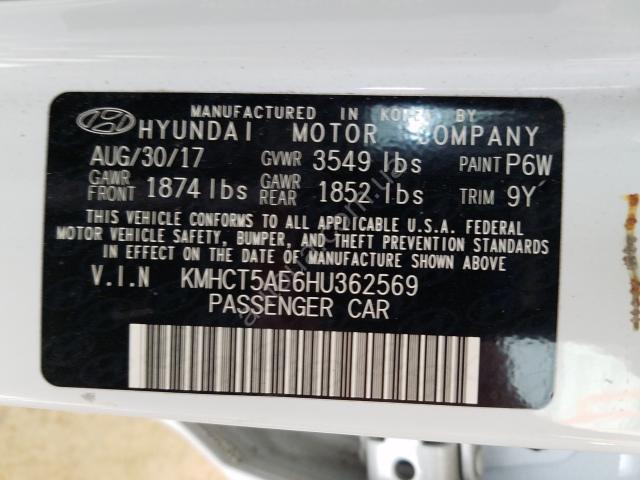 MANUFACTURED IN KOREA BY
HYUNDAI MOTOR COMPANY
AUG/30/17 GVWR 3549 lbs PAINT P6W
GAWR FRONT 1874 lbs GAWR REAR 1852 lbs TRIM 9Y
THIS VEHICLE CONFORMS TO ALL APPLICABLE U.S.A. FEDERAL
MOTOR VEHICLE SAFETY, BUMPER, AND THEFT PREVENTION STANDARDS
IN EFFECT ON THE DATE OF MANUFACTURE SHOWN ABOVE
V.I.N KMHCT5AE6HU362569
PASSENGER CAR